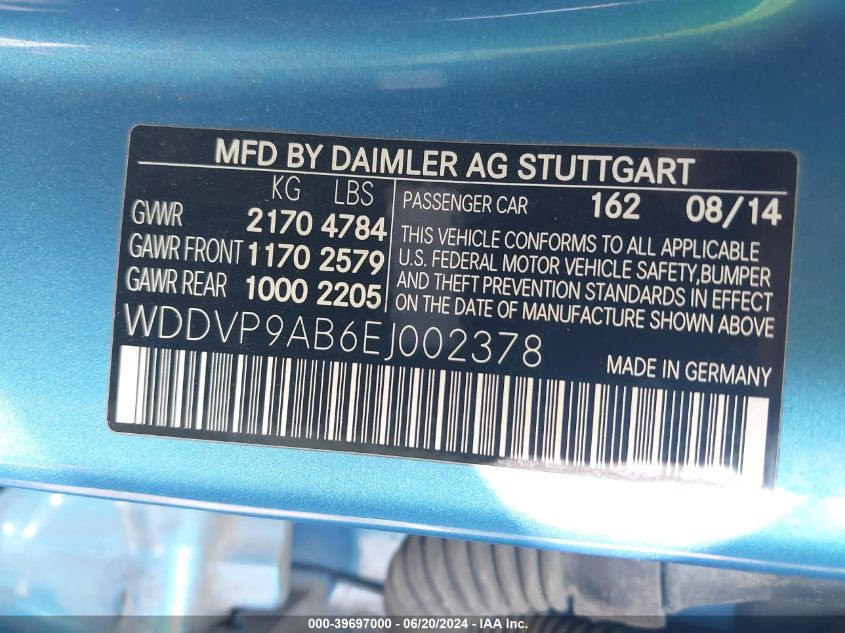 MFD BY DAIMLER AG STUTTGART
KG LBS
GVWR 2170 4784
GAWR FRONT 1170 2579
GAWR REAR 1000 2205
PASSENGER CAR 162 08/14
THIS VEHICLE CONFORMS TO ALL APPLICABLE
U.S. FEDERAL MOTOR VEHICLE SAFETY,BUMPER
AND THEFT PREVENTION STANDARDS IN EFFECT
ON THE DATE OF MANUFACTURE SHOWN ABOVE
WDDVP9AB6EJ002378
MADE IN GERMANY
000-39697000 - 06/20/2024 - IAA Inc.